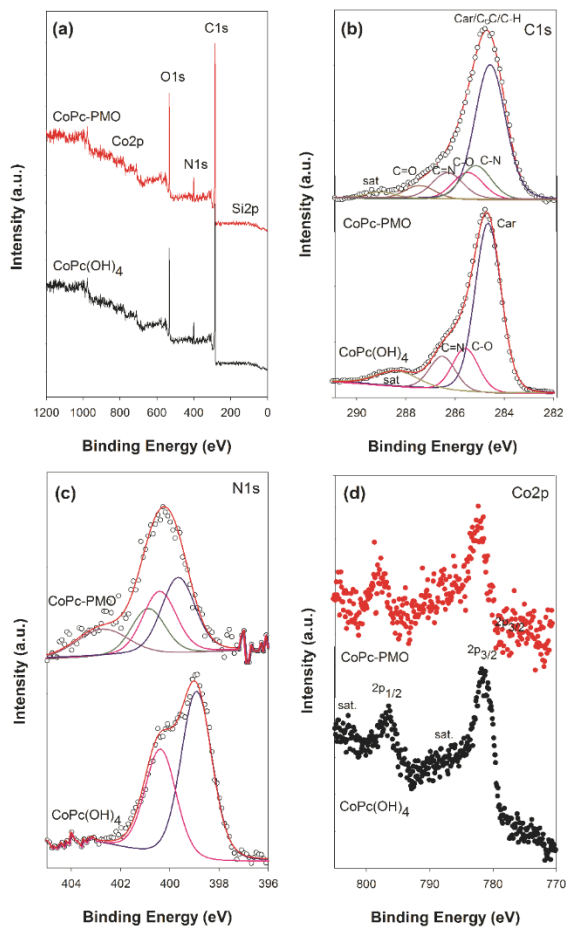 (a)
C1s
O1s
CoPc-PMO
Co2p
N1s
Si2p
CoPc(OH)4
Intensity (a.u.)
1200 1000 800 600 400 200 0
Binding Energy (eV)
(b)
Car/C-C/C-H
C1s
C-O
C-N
C=O
C=N
sat
CoPc-PMO
Car
CoPc(OH)4
C=N
C-O
sat
Intensity (a.u.)
290 288 286 284 282
Binding Energy (eV)
(c)
N1s
CoPc-PMO
CoPc(OH)4
Intensity (a.u.)
404 402 400 398 396
Binding Energy (eV)
(d)
Co2p
2p3/2
CoPc-PMO
2p3/2
2p1/2
sat.
sat.
CoPc(OH)4
Intensity (a.u.)
800 790 780 770
Binding Energy (eV)